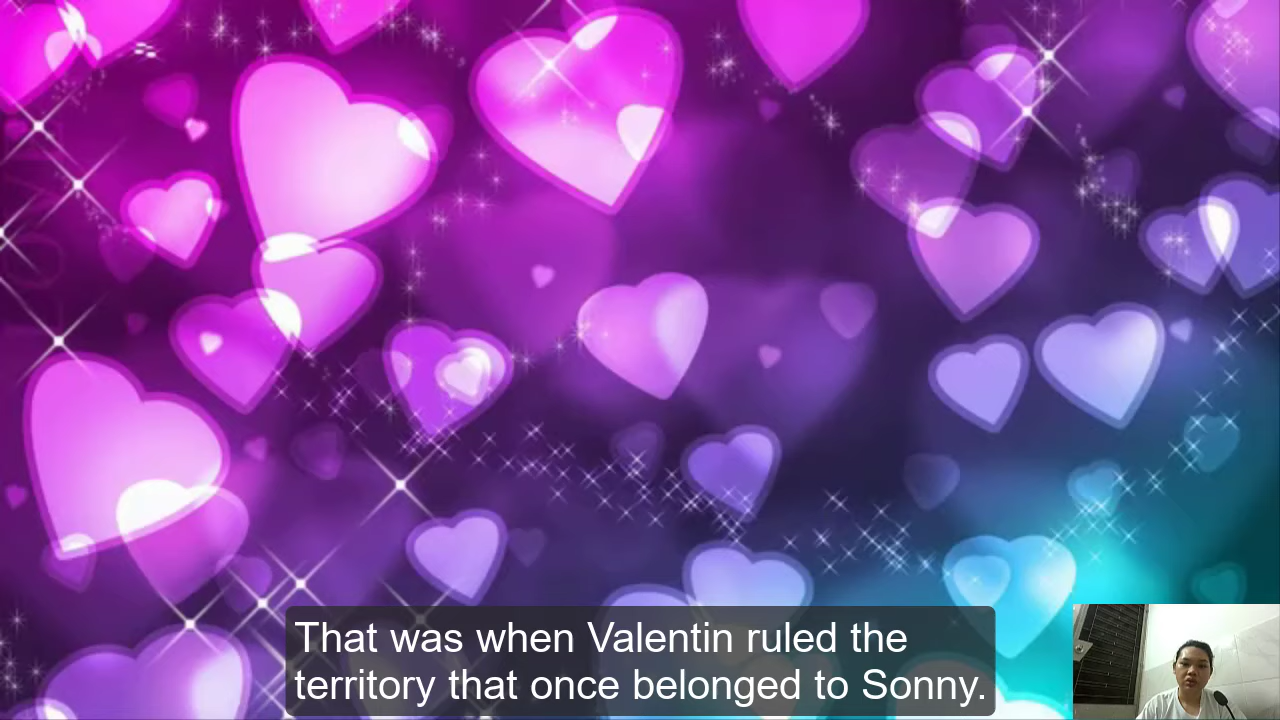 That was when Valentin ruled the
territory that once belonged to Sonny.